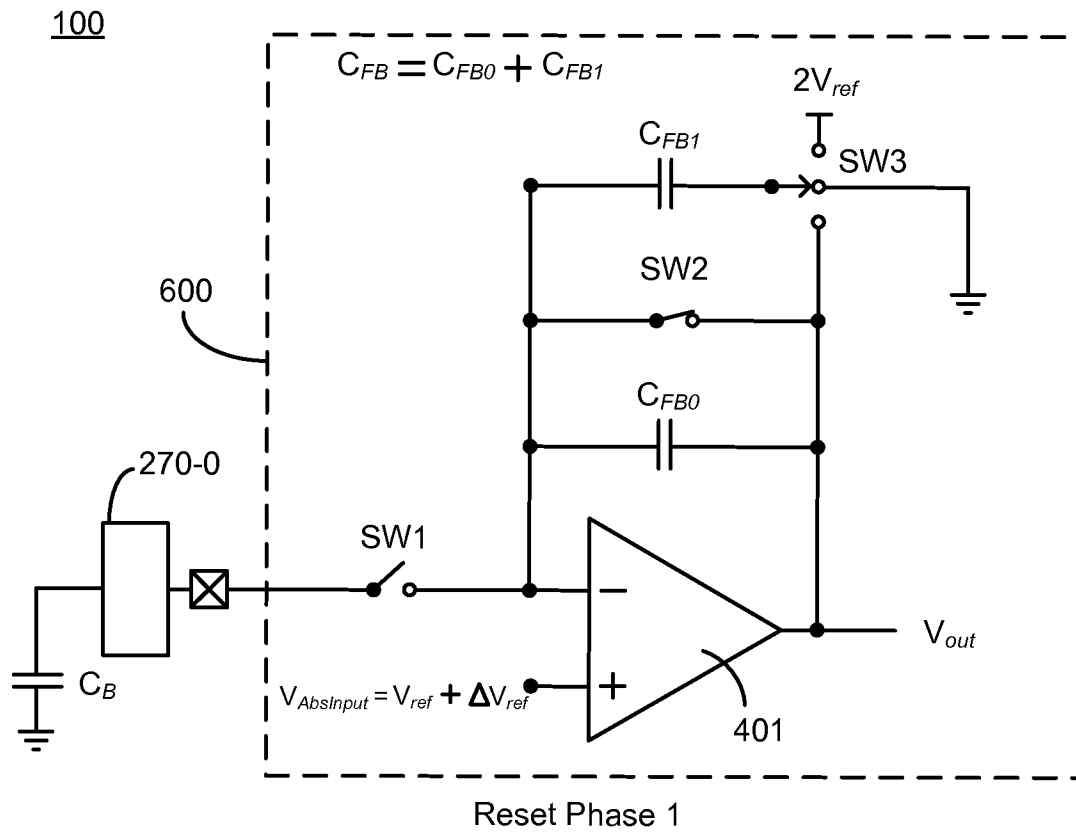 100
C_FB = C_FB0 + C_FB1
2V_ref
C_FB1
SW3
SW2
600
C_FB0
270-0
SW1
−
V_out
C_B
V_AbsInput = V_ref + ΔV_ref
+
401
Reset Phase 1